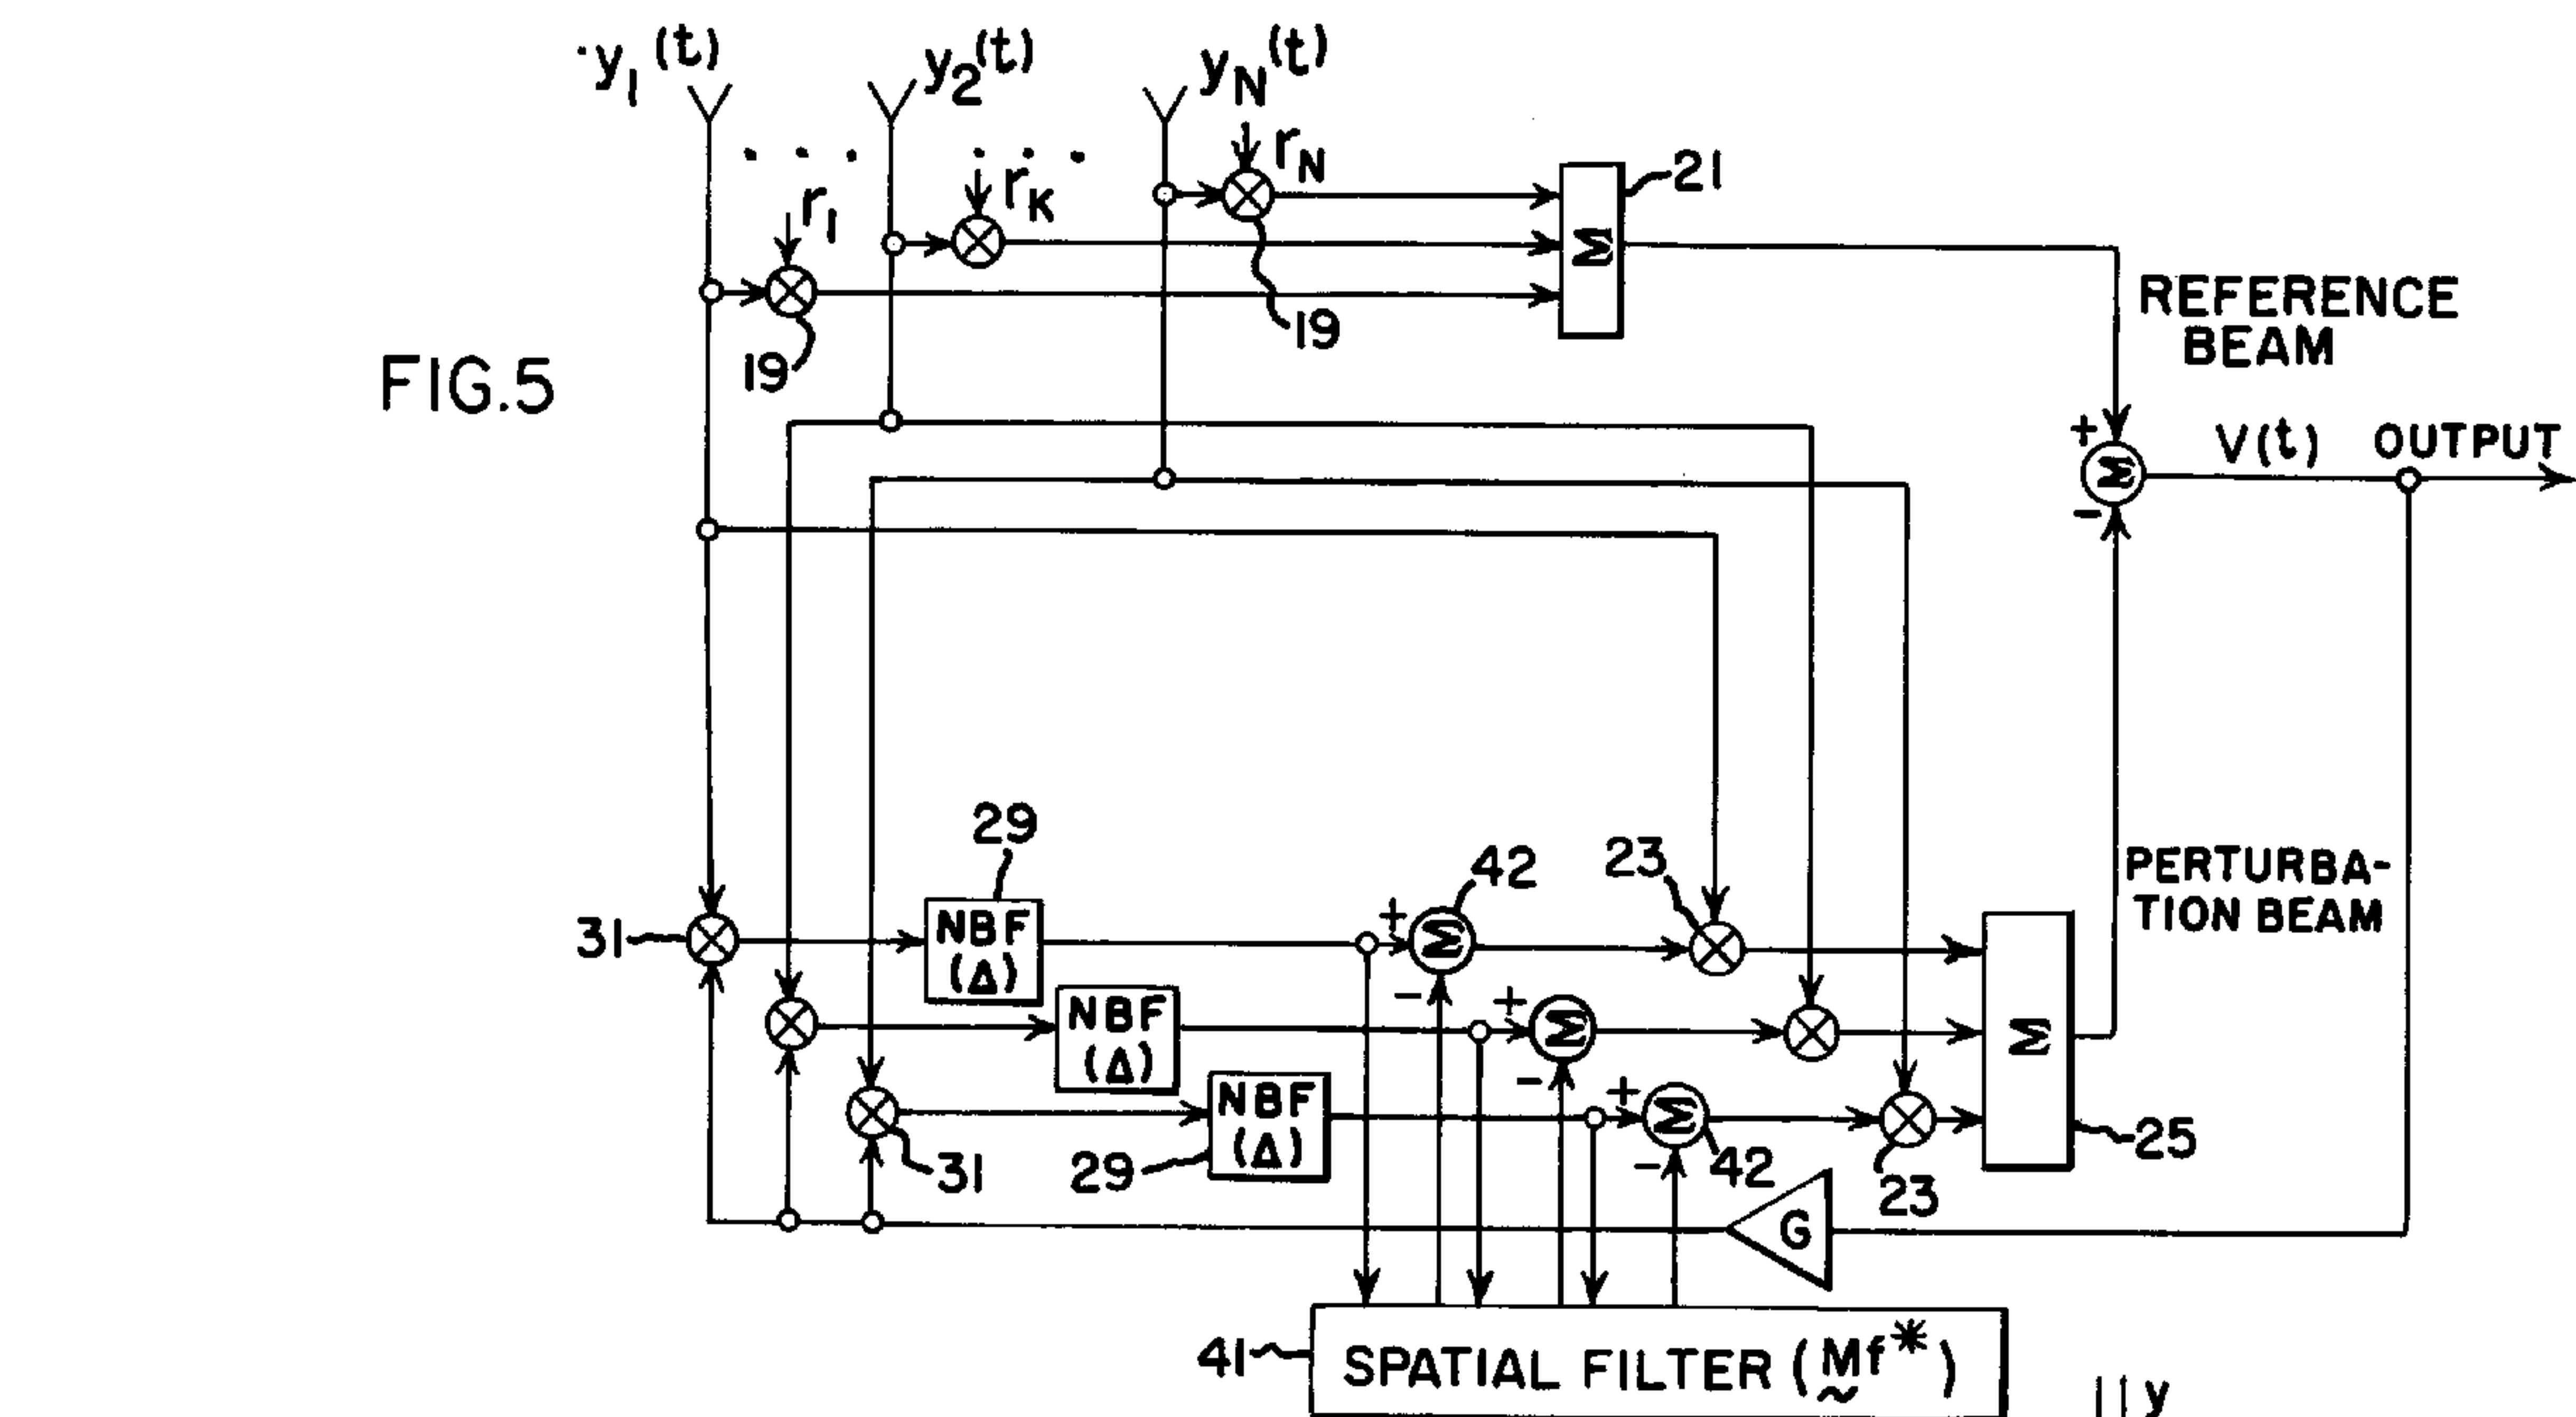 y1 (t) y2 (t) yN (t)
rN
rK
r1
21
19
19
REFERENCE
BEAM
FIG.5
+
Σ
V(t) OUTPUT
-
Σ
29
42
23
PERTURBA-
TION BEAM
31
NBF
(Δ)
+
Σ
-
NBF
(Δ)
+
Σ
-
Σ
NBF
(Δ)
+
Σ
-
25
31
29
42
23
G
41
SPATIAL FILTER (Mf*)
y